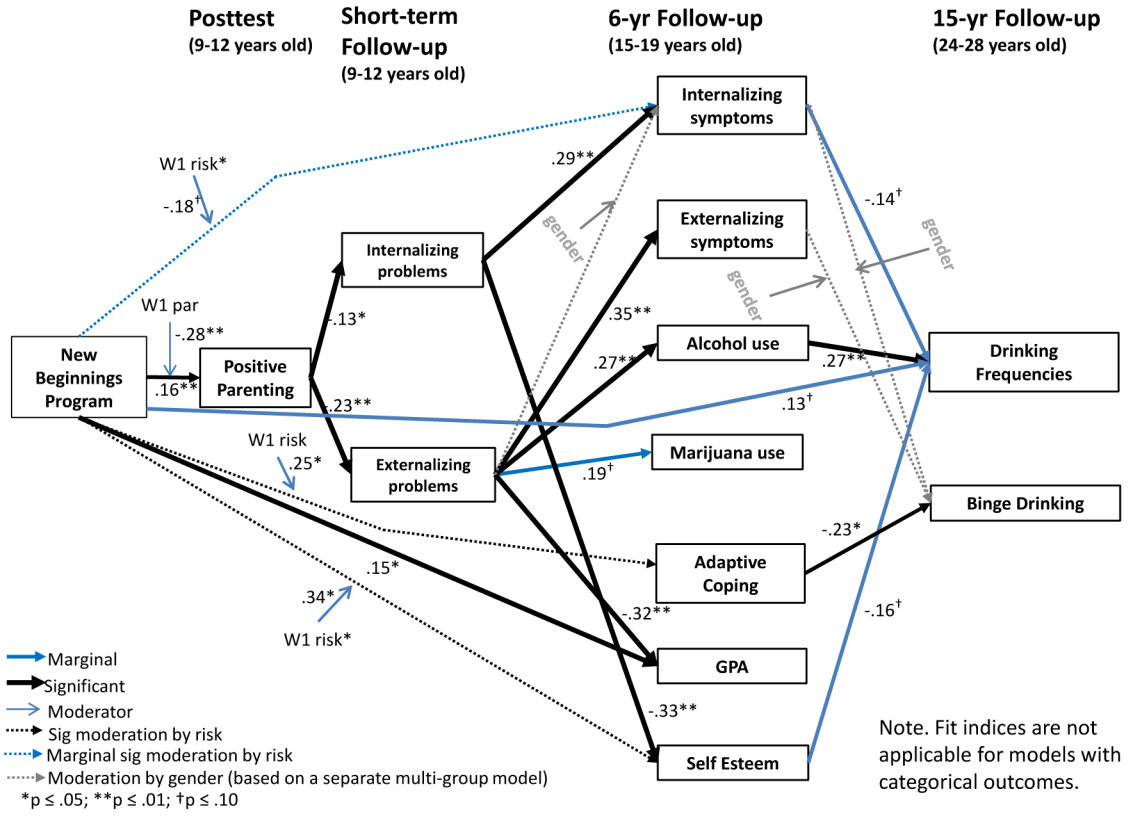 Posttest
(9-12 years old)
Short-term
Follow-up
(9-12 years old)
6-yr Follow-up
(15-19 years old)
15-yr Follow-up
(24-28 years old)
Internalizing
symptoms
W1 risk*
-.18†
.29**
-.14†
gender
Externalizing
symptoms
gender
gender
Internalizing
problems
W1 par
-.28**
-.13*
.35**
New
Beginnings
Program
.16**
Positive
Parenting
.27**
Alcohol use
.27**
Drinking
Frequencies
.23**
.13†
W1 risk
.25*
Externalizing
problems
.19†
Marijuana use
Binge Drinking
-.23*
Adaptive
Coping
.15*
.34*
W1 risk*
-.32**
-.16†
GPA
-.33**
Self Esteem
Marginal
Significant
Moderator
Sig moderation by risk
Marginal sig moderation by risk
Moderation by gender (based on a separate multi-group model)
*p ≤ .05; **p ≤ .01; †p ≤ .10
Note. Fit indices are not
applicable for models with
categorical outcomes.